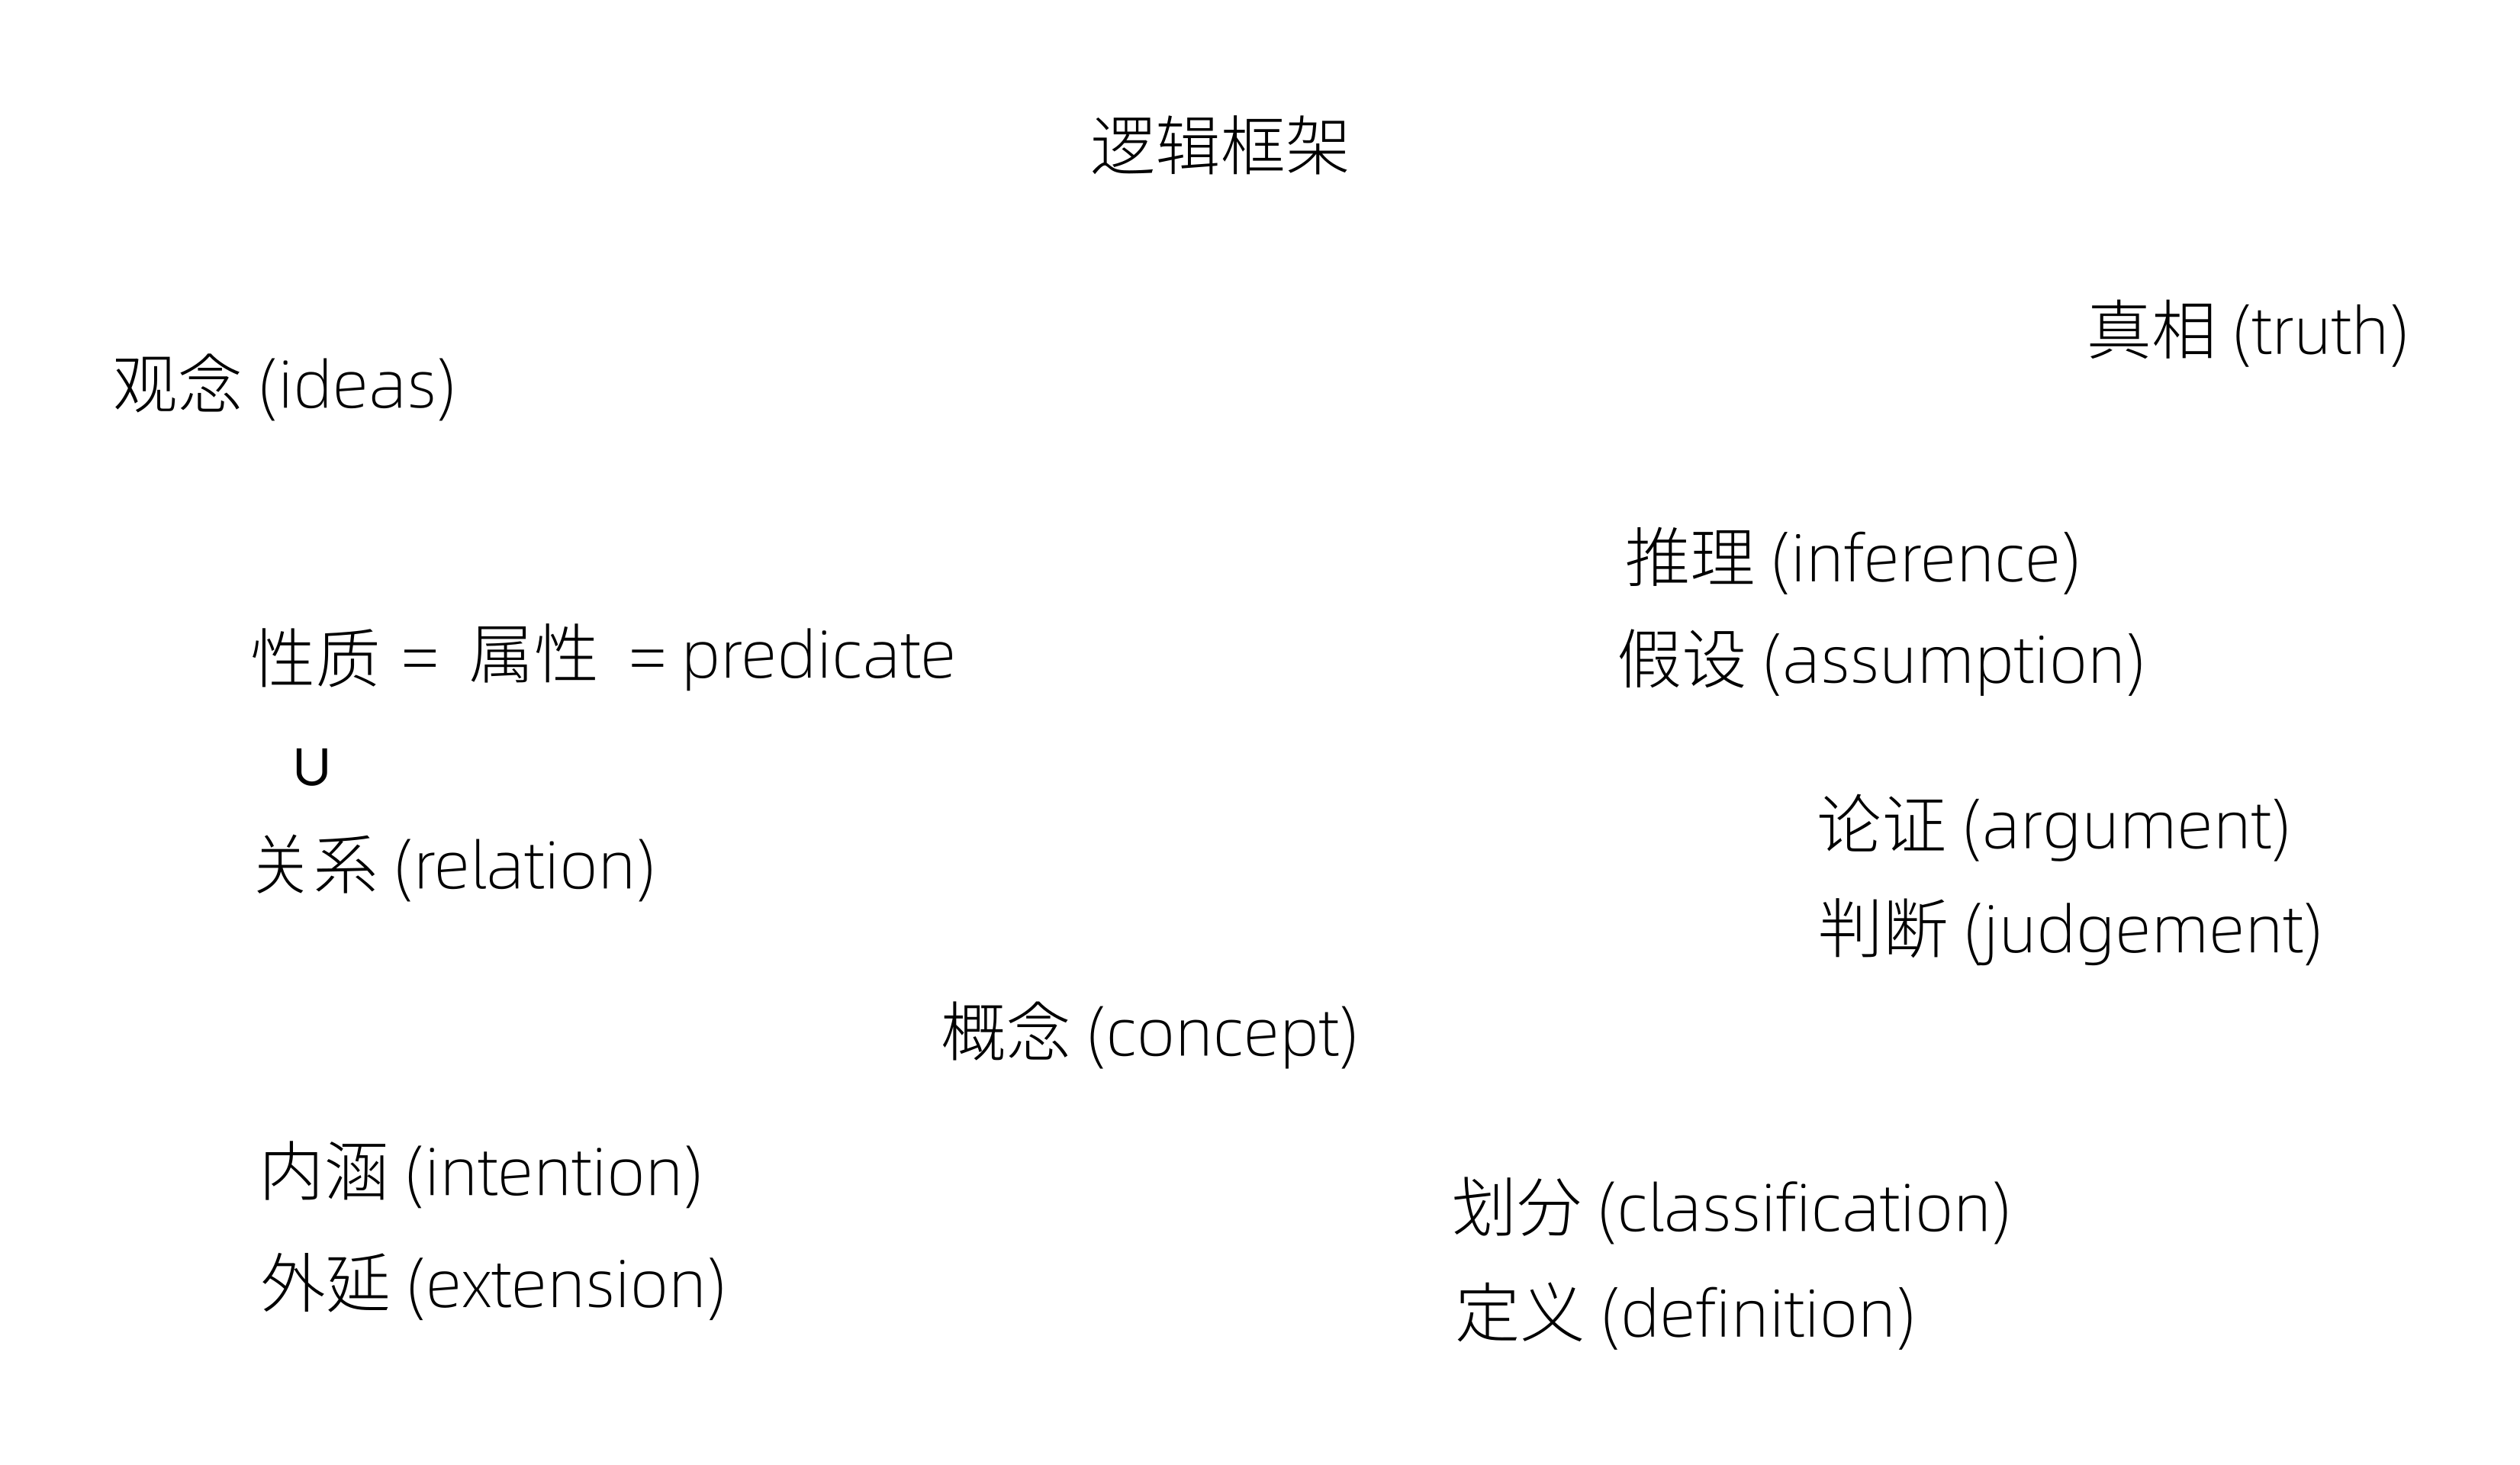 逻辑框架
真相 (truth)
观念 (ideas)
推理 (inference)
性质 = 属性 = predicate
假设 (assumption)
∪
论证 (argument)
关系 (relation)
判断 (judgement)
概念 (concept)
内涵 (intention)
划分 (classification)
外延 (extension)
定义 (definition)